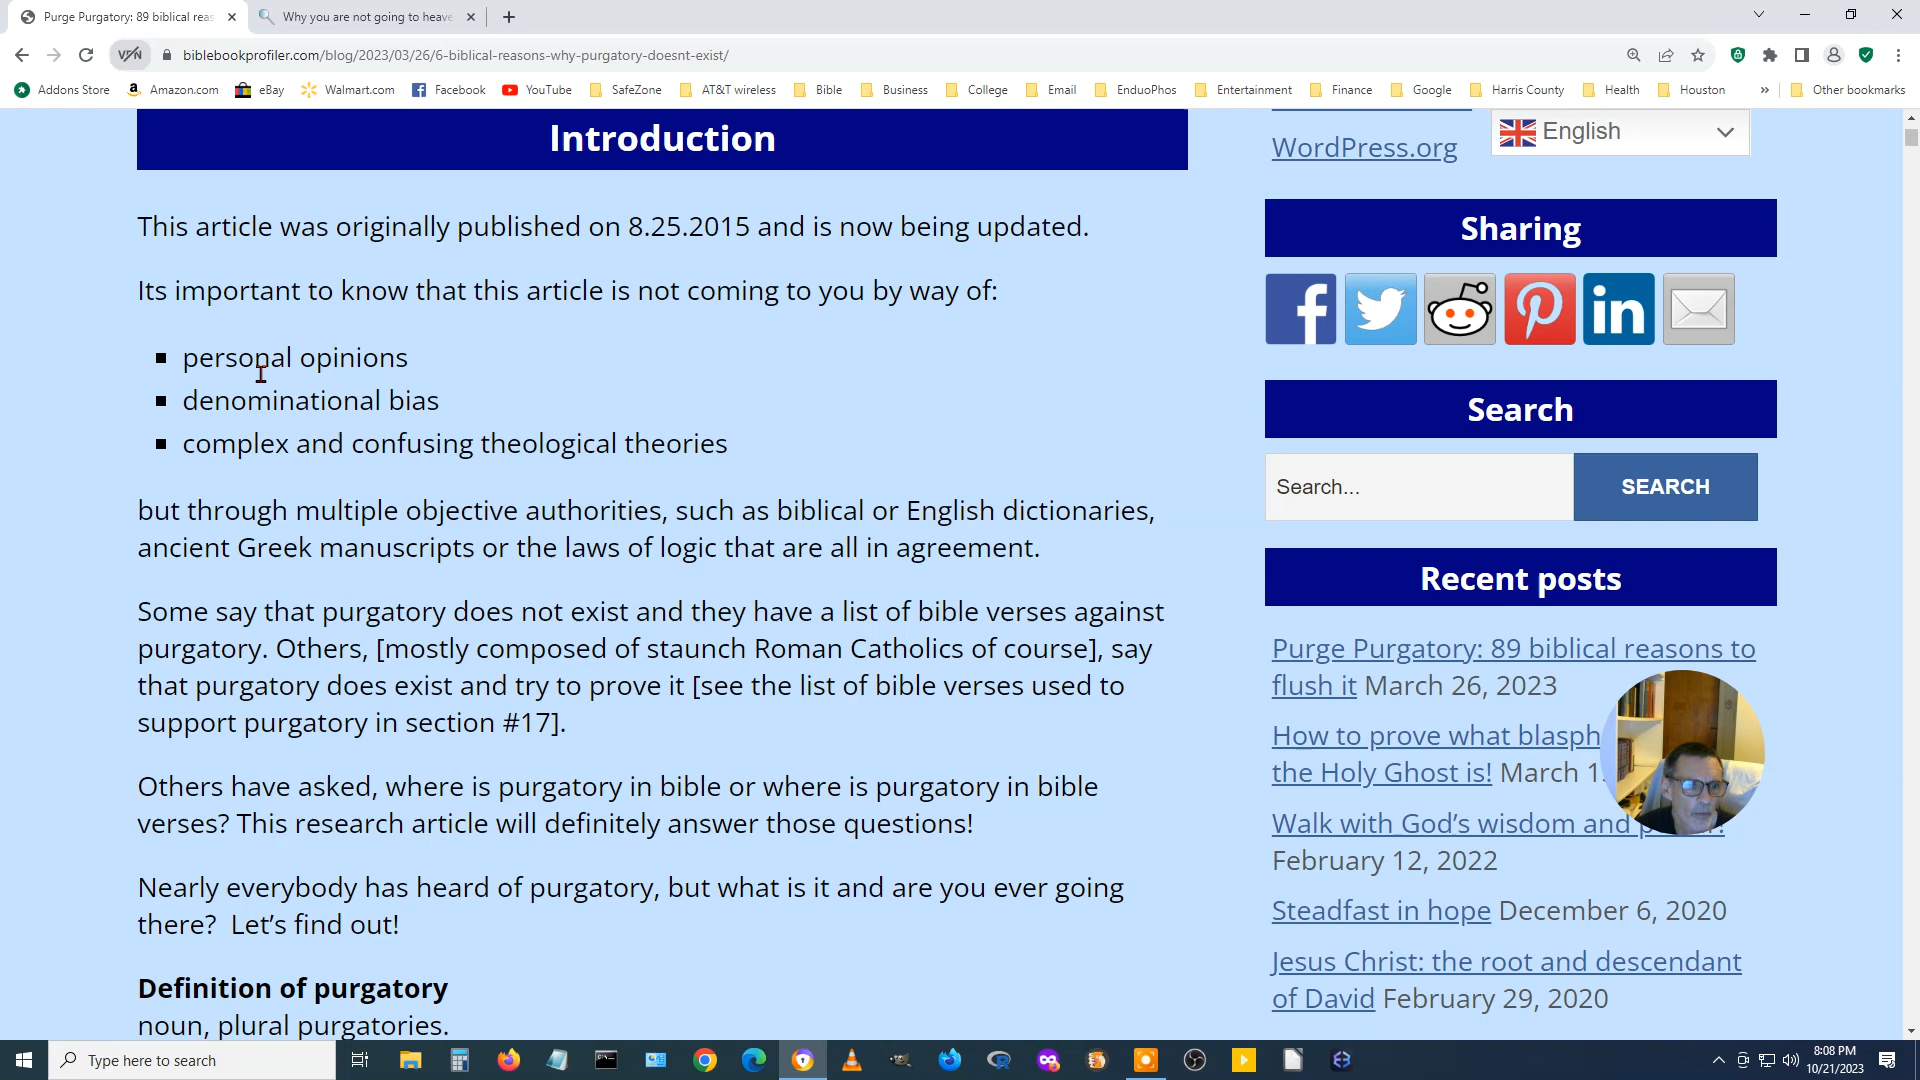 Purge Purgatory: 89 biblical reas
Why you are not going to heave
biblebookprofiler.com/blog/2023/03/26/6-biblical-reasons-why-purgatory-doesnt-exist/
VPN
Addons Store
Amazon.com
eBay
Walmart.com
Facebook
YouTube
SafeZone
AT&T wireless
Bible
Business
College
Email
EnduoPhos
Entertainment
Finance
Google
Harris County
Health
Houston
Other bookmarks
Introduction
This article was originally published on 8.25.2015 and is now being updated.
Its important to know that this article is not coming to you by way of:
personal opinions
denominational bias
complex and confusing theological theories
but through multiple objective authorities, such as biblical or English dictionaries,
ancient Greek manuscripts or the laws of logic that are all in agreement.
Some say that purgatory does not exist and they have a list of bible verses against
purgatory. Others, [mostly composed of staunch Roman Catholics of course], say
that purgatory does exist and try to prove it [see the list of bible verses used to
support purgatory in section #17].
Others have asked, where is purgatory in bible or where is purgatory in bible
verses? This research article will definitely answer those questions!
Nearly everybody has heard of purgatory, but what is it and are you ever going
there?  Let's find out!
Definition of purgatory
noun, plural purgatories.
WordPress.org
English
Sharing
Search
Search...
SEARCH
Recent posts
Purge Purgatory: 89 biblical reasons to
flush it March 26, 2023
How to prove what blasph
the Holy Ghost is! March 1
Walk with God's wisdom and
February 12, 2022
Steadfast in hope December 6, 2020
Jesus Christ: the root and descendant
of David February 29, 2020
Type here to search
8:08 PM
10/21/2023